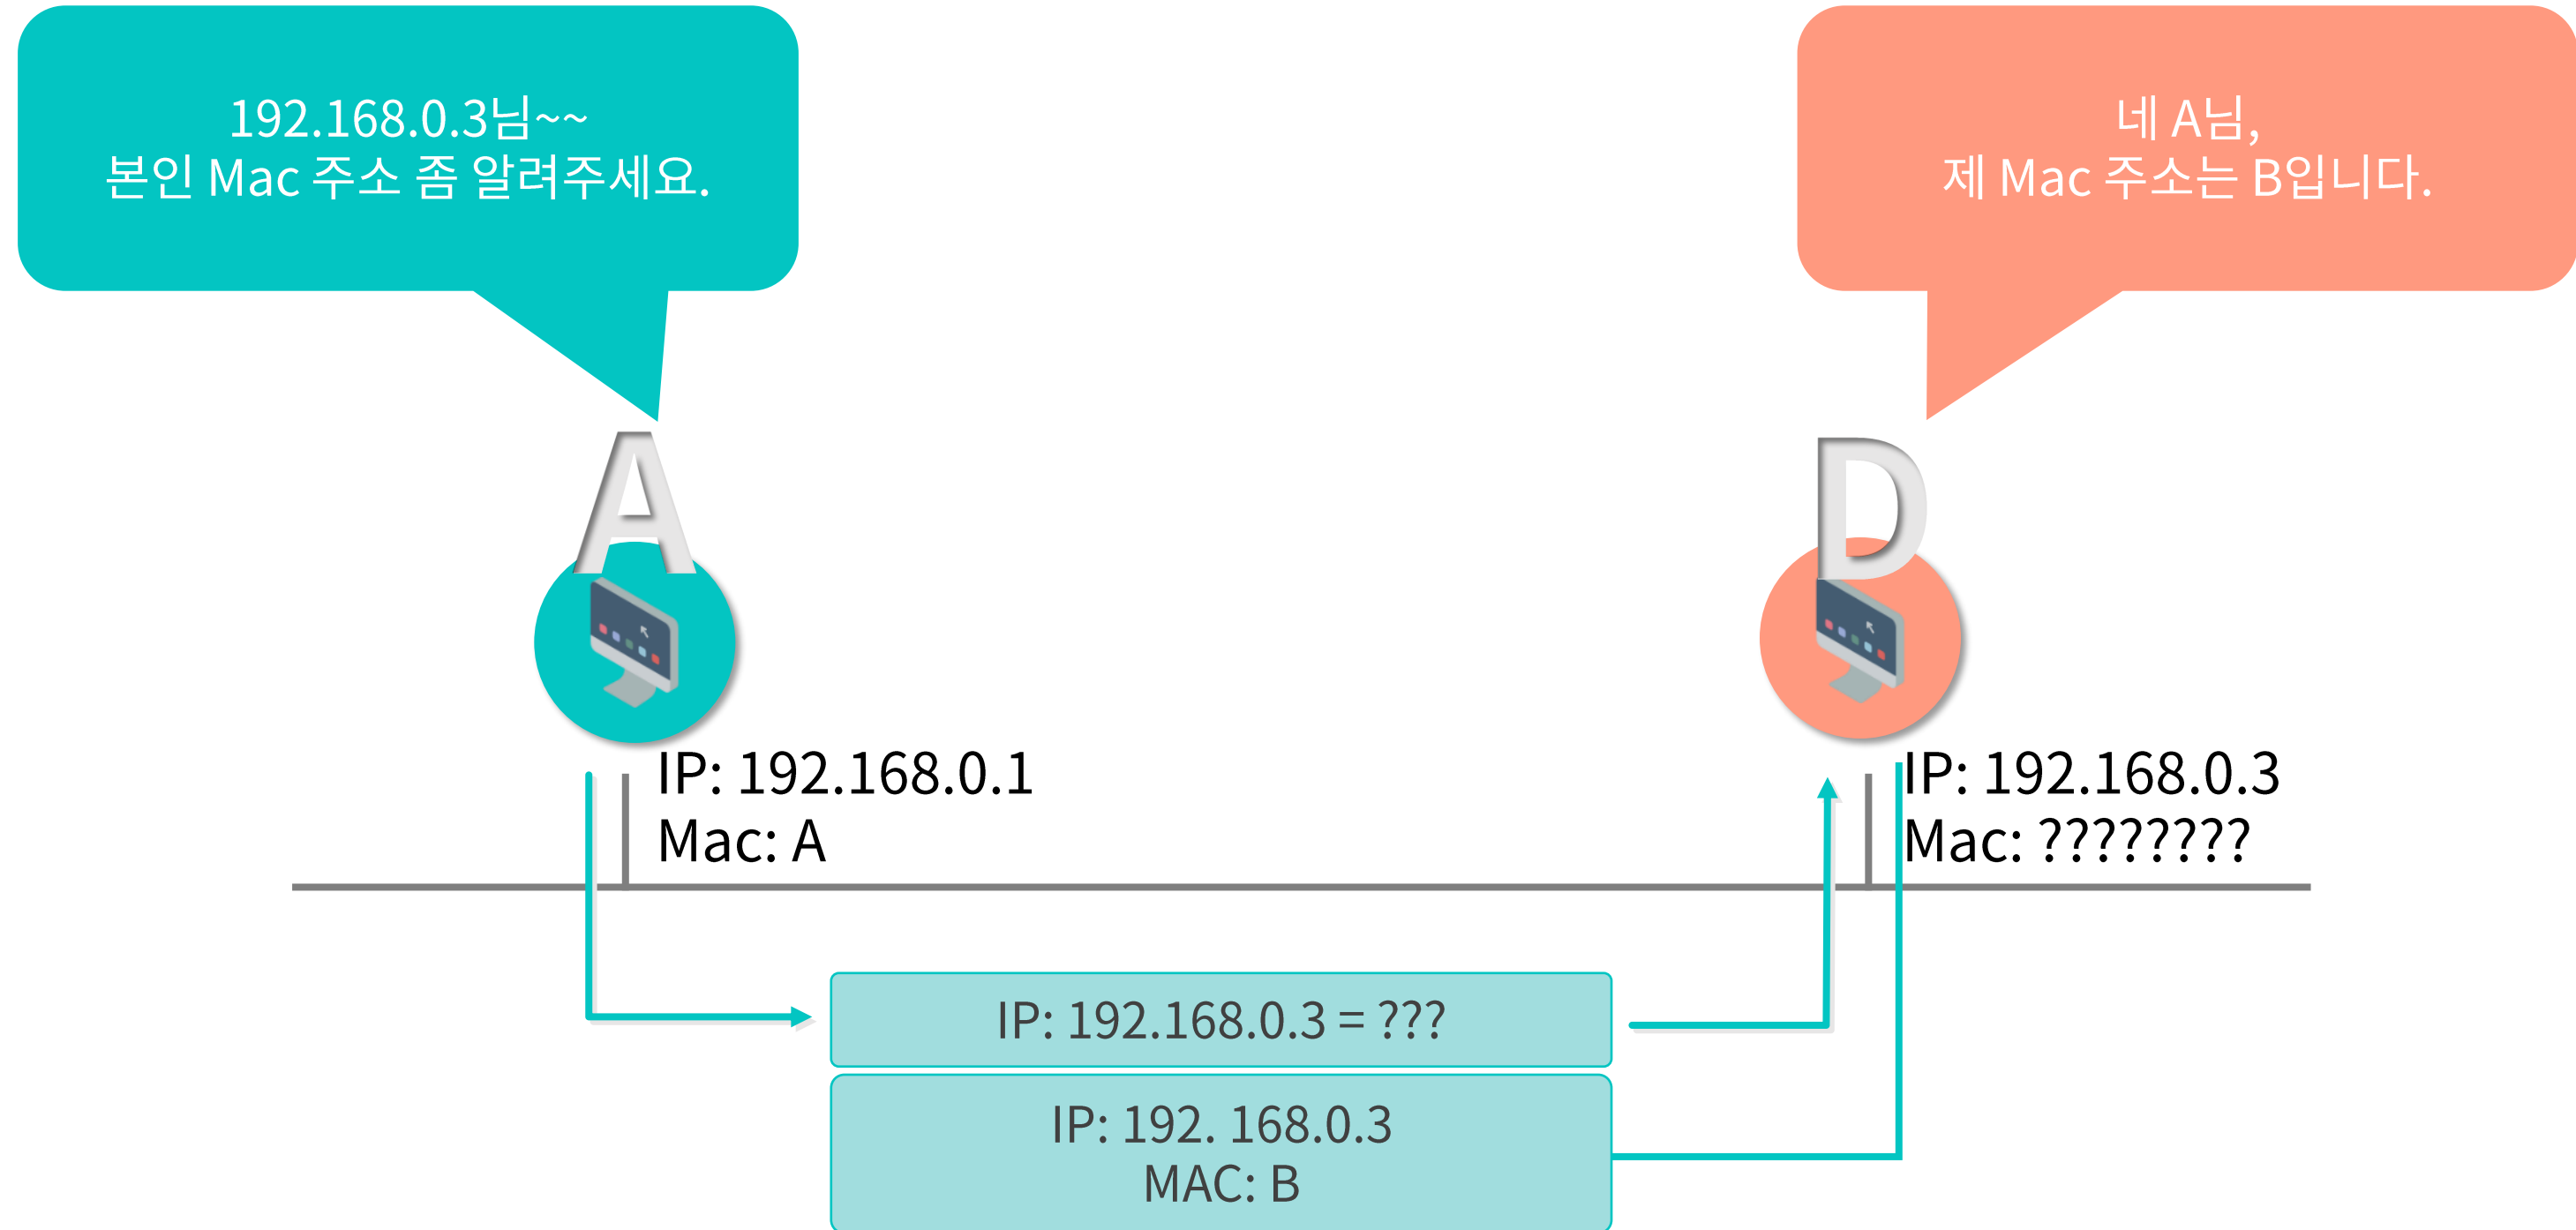 192.168.0.3님~~
본인 Mac 주소 좀 알려주세요.
네 A님,
제 Mac 주소는 B입니다.
A
D
IP: 192.168.0.1
Mac: A
IP: 192.168.0.3
Mac: ????????
IP: 192.168.0.3 = ???
IP: 192. 168.0.3
MAC: B